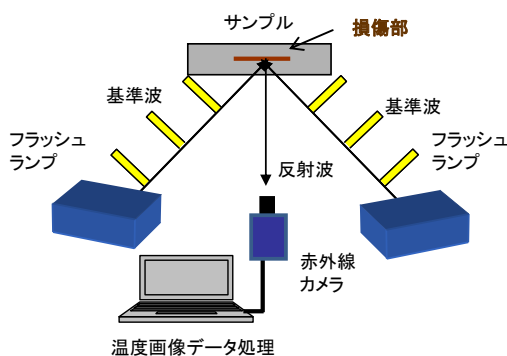 サンプル
損傷部
基準波
基準波
フラッシュ
ランプ
フラッシュ
ランプ
反射波
赤外線
カメラ
温度画像データ処理